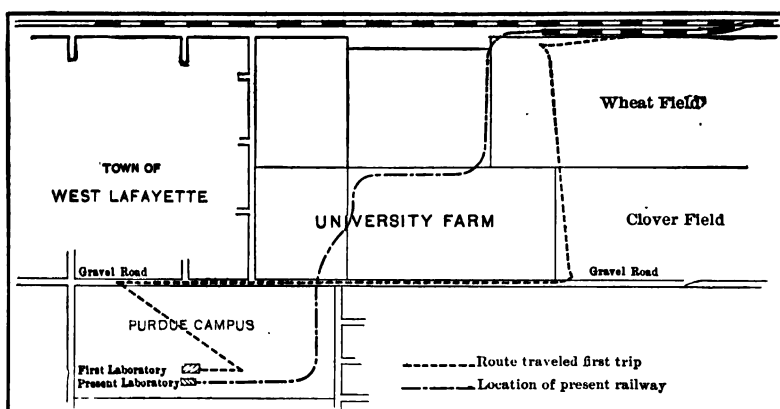 Wheat Field
TOWN OF
WEST LAFAYETTE
UNIVERSITY FARM
Clover Field
Gravel Road
Gravel Road
PURDUE CAMPUS
First Laboratory
Present Laboratory
Route traveled first trip
Location of present railway